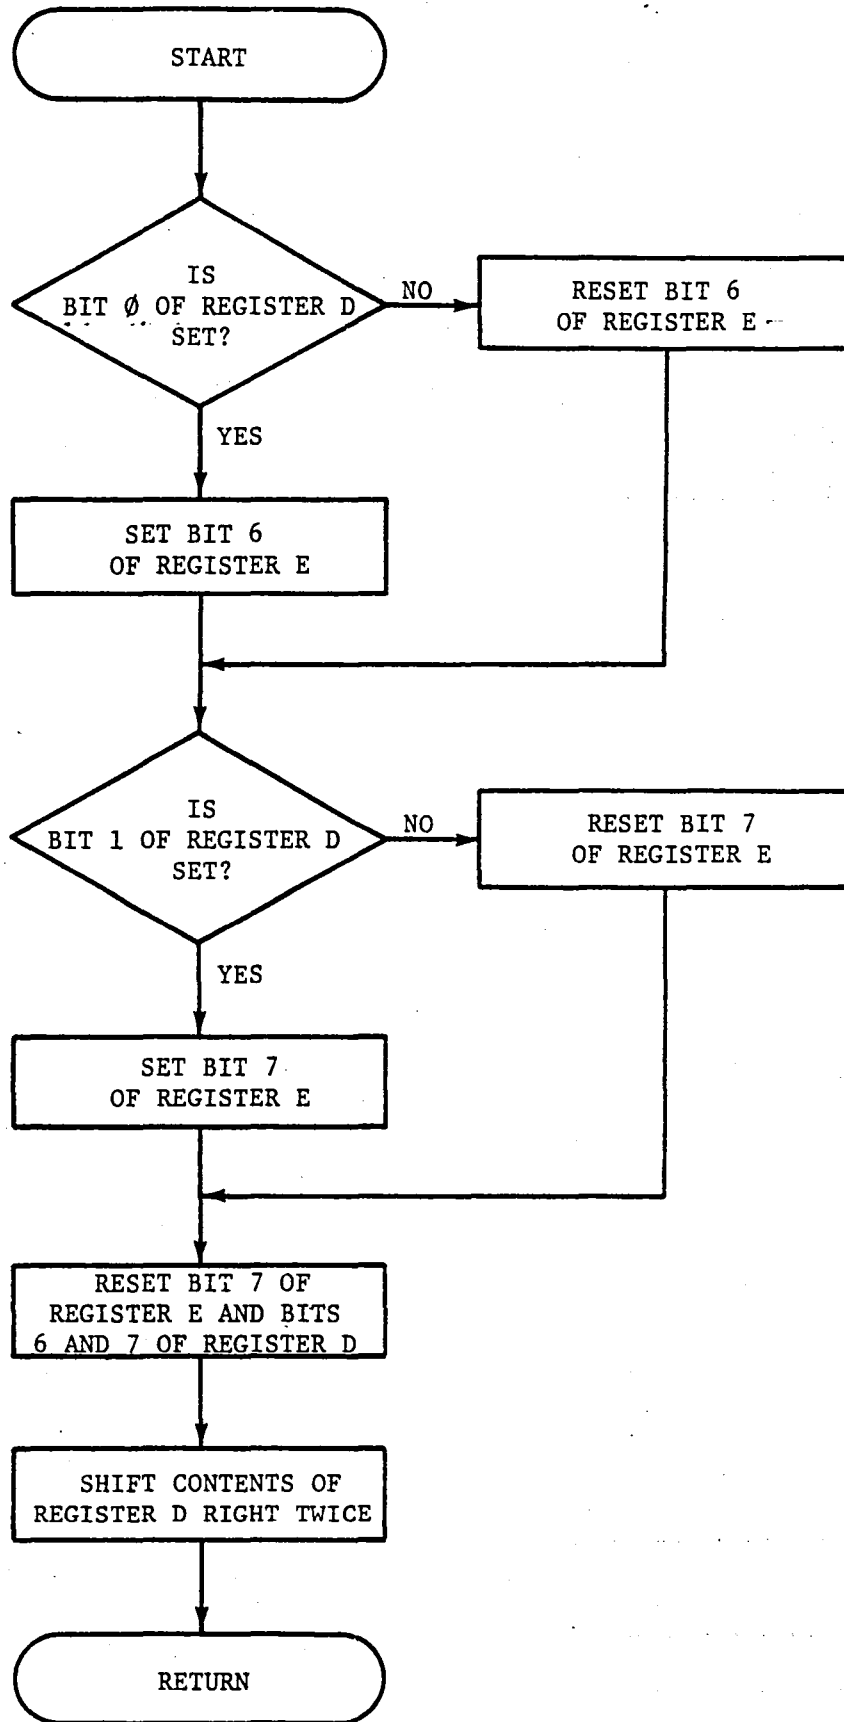 START
IS
BIT Ø OF REGISTER D
SET?
NO
RESET BIT 6
OF REGISTER E
YES
SET BIT 6
OF REGISTER E
IS
BIT 1 OF REGISTER D
SET?
NO
RESET BIT 7
OF REGISTER E
YES
SET BIT 7
OF REGISTER E
RESET BIT 7 OF
REGISTER E AND BITS
6 AND 7 OF REGISTER D
SHIFT CONTENTS OF
REGISTER D RIGHT TWICE
RETURN